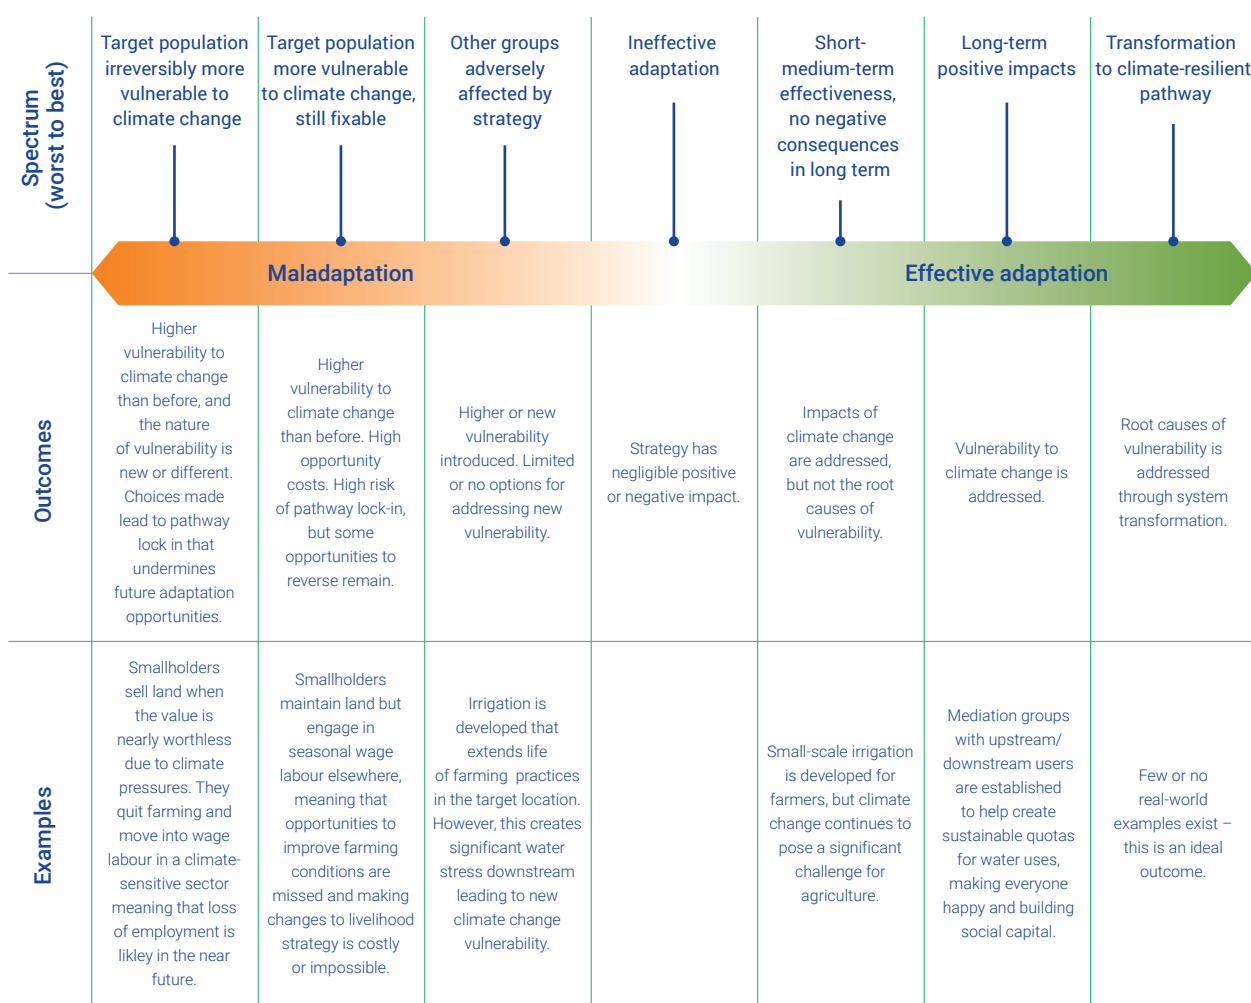 Spectrum
(worst to best)
Target population
irreversibly more
vulnerable to
climate change
Target population
more vulnerable
to climate change,
still fixable
Other groups
adversely
affected by
strategy
Ineffective
adaptation
Short-
medium-term
effectiveness,
no negative
consequences
in long term
Long-term
positive impacts
Transformation
to climate-resilient
pathway
Maladaptation
Effective adaptation
Outcomes
Higher
vulnerability to
climate change
than before, and
the nature
of vulnerability is
new or different.
Choices made
lead to pathway
lock in that
undermines
future adaptation
opportunities.
Higher
vulnerability to
climate change
than before. High
opportunity
costs. High risk
of pathway lock-in,
but some
opportunities to
reverse remain.
Higher or new
vulnerability
introduced. Limited
or no options for
addressing new
vulnerability.
Strategy has
negligible positive
or negative impact.
Impacts of
climate change
are addressed,
but not the root
causes of
vulnerability.
Vulnerability to
climate change is
addressed.
Root causes of
vulnerability is
addressed
through system
transformation.
Examples
Smallholders
sell land when
the value is
nearly worthless
due to climate
pressures. They
quit farming and
move into wage
labour in a climate-
sensitive sector
meaning that loss
of employment is
likley in the near
future.
Smallholders
maintain land but
engage in
seasonal wage
labour elsewhere,
meaning that
opportunities to
improve farming
conditions are
missed and making
changes to livelihood
strategy is costly
or impossible.
Irrigation is
developed that
extends life
of farming practices
in the target location.
However, this creates
significant water
stress downstream
leading to new
climate change
vulnerability.
Small-scale irrigation
is developed for
farmers, but climate
change continues to
pose a significant
challenge for
agriculture.
Mediation groups
with upstream/
downstream users
are established
to help create
sustainable quotas
for water uses,
making everyone
happy and building
social capital.
Few or no
real-world
examples exist –
this is an ideal
outcome.